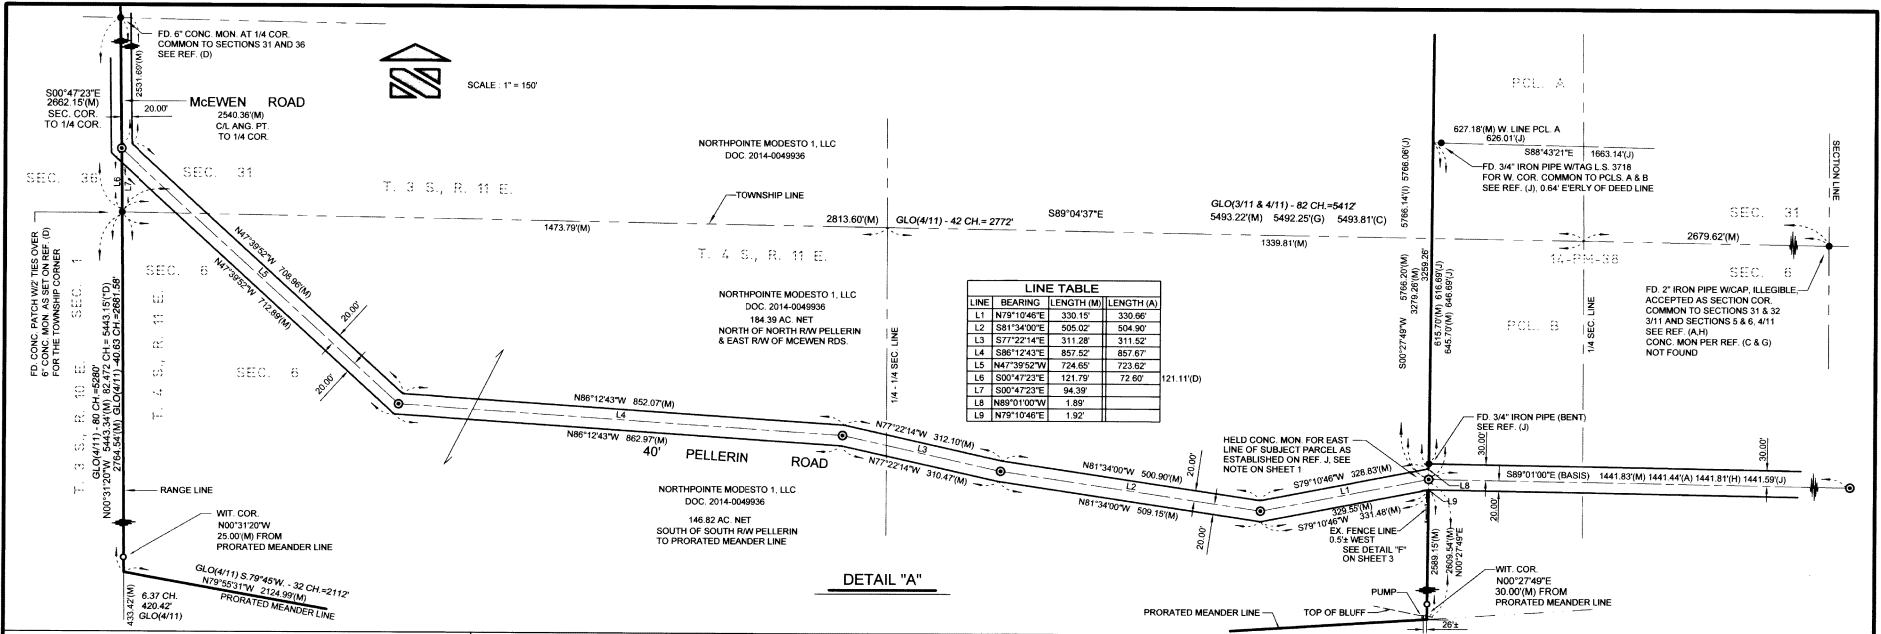 FD. 6" CONC. MON. AT 1/4 COR.
COMMON TO SECTIONS 31 AND 36
SEE REF. (D)
2531.60'(M)
S00°47'23"E
2662.15'(M)
SEC. COR.
TO 1/4 COR.
20.00'
McEWEN ROAD
2540.36'(M)
C/L ANG. PT.
TO 1/4 COR.
SCALE : 1" = 150'
SEC. 36
SEC. 31
L6
L7
T. 3 S., R. 11 E.
NORTHPOINTE MODESTO 1, LLC
DOC. 2014-0049936
TOWNSHIP LINE
1473.79'(M)
2813.60'(M)
GLO(4/11) - 42 CH.= 2772'
S89°04'37"E
GLO(3/11 & 4/11) - 82 CH.=5412'
5493.22'(M) 5492.25'(G) 5493.81'(C)
1339.81'(M)
T. 4 S., R. 11 E.
PCL. A
627.18'(M) W. LINE PCL. A
626.01'(J)
S88°43'21"E 1663.14'(J)
FD. 3/4" IRON PIPE W/TAG L.S. 3718
FOR W. COR. COMMON TO PCLS. A & B
SEE REF. (J), 0.64' E'ERLY OF DEED LINE
SECTION LINE
SEC. 31
2679.62'(M)
14-PM-38
SEC. 6
PCL. B
1/4 SEC. LINE
FD. 2" IRON PIPE W/CAP, ILLEGIBLE,
ACCEPTED AS SECTION COR.
COMMON TO SECTIONS 31 & 32
3/11 AND SECTIONS 5 & 6, 4/11
SEE REF. (A,H)
CONC. MON PER REF. (C & G)
NOT FOUND
5766.14'(I) 5766.06'(J)
S00°27'49"W
5766.20'(M)
3279.26'(M)
3259.26'
615.70'(M) 616.69'(J)
645.70'(M) 646.69'(J)
FD. CONC. PATCH W/2' TIES OVER
6" CONC. MON. AS SET ON REF. (D)
FOR THE TOWNSHIP CORNER
T. 3 S., R. 10 E. SEC. 1
GLO(4/11) - 80 CH.=5280'
N00°31'20"W 5443.34'(M) 82.472 CH.= 5443.15'("D)
2764.54'(M) GLO(4/11) -40.63 CH.=2681.58'
T. 4 S., R. 11 E.
SEC. 6
SEC. 6
N47°39'52"W 708.96'(M)
L5
N47°39'52"W 712.89'(M)
20.00'
20.00'
NORTHPOINTE MODESTO 1, LLC
DOC. 2014-0049936
184.39 AC. NET
NORTH OF NORTH R/W PELLERIN
& EAST R/W OF MCEWEN RDS.
1/4 - 1/4 SEC. LINE
LINE TABLE
LINE BEARING LENGTH (M) LENGTH (A)
L1 N79°10'46"E 330.15' 330.66'
L2 S81°34'00"E 505.02' 504.90'
L3 S77°22'14"E 311.28' 311.52'
L4 S86°12'43"E 857.52' 857.67'
L5 N47°39'52"W 724.65' 723.62'
L6 S00°47'23"E 121.79' 72.60' 121.11'(D)
L7 S00°47'23"E 94.39'
L8 N89°01'00"W 1.89'
L9 N79°10'46"E 1.92'
N86°12'43"W 852.07'(M)
L4
N86°12'43"W 862.97'(M)
40' PELLERIN ROAD
N77°22'14"W 312.10'(M)
L3
N77°22'14"W 310.47'(M)
N81°34'00"W 500.90'(M)
L2
N81°34'00"W 509.15'(M)
20.00'
20.00'
HELD CONC. MON. FOR EAST
LINE OF SUBJECT PARCEL AS
ESTABLISHED ON REF. J, SEE
NOTE ON SHEET 1
S79°10'46"W 328.83'(M)
L1
329.55'(M)
S79°10'46"W 331.48'(M)
FD. 3/4" IRON PIPE (BENT)
SEE REF. (J)
30.00'
30.00'
S89°01'00"E (BASIS) 1441.83'(M) 1441.44'(A) 1441.81'(H) 1441.59'(J)
L8
L9
20.00'
EX. FENCE LINE
0.5'± WEST
SEE DETAIL "F"
ON SHEET 3
2589.15'(M)
2609.54'(M)
N00°27'49"E
RANGE LINE
WIT. COR.
N00°31'20"W
25.00'(M) FROM
PRORATED MEANDER LINE
NORTHPOINTE MODESTO 1, LLC
DOC. 2014-0049936
146.82 AC. NET
SOUTH OF SOUTH R/W PELLERIN
TO PRORATED MEANDER LINE
GLO(4/11) S.79°45'W. - 32 CH.=2112'
N79°55'31"W 2124.99'(M)
PRORATED MEANDER LINE
433.42'(M)
6.37 CH.
420.42'
GLO(4/11)
DETAIL "A"
WIT. COR.
N00°27'49"E
30.00'(M) FROM
PRORATED MEANDER LINE
PUMP
PRORATED MEANDER LINE
TOP OF BLUFF
26'±